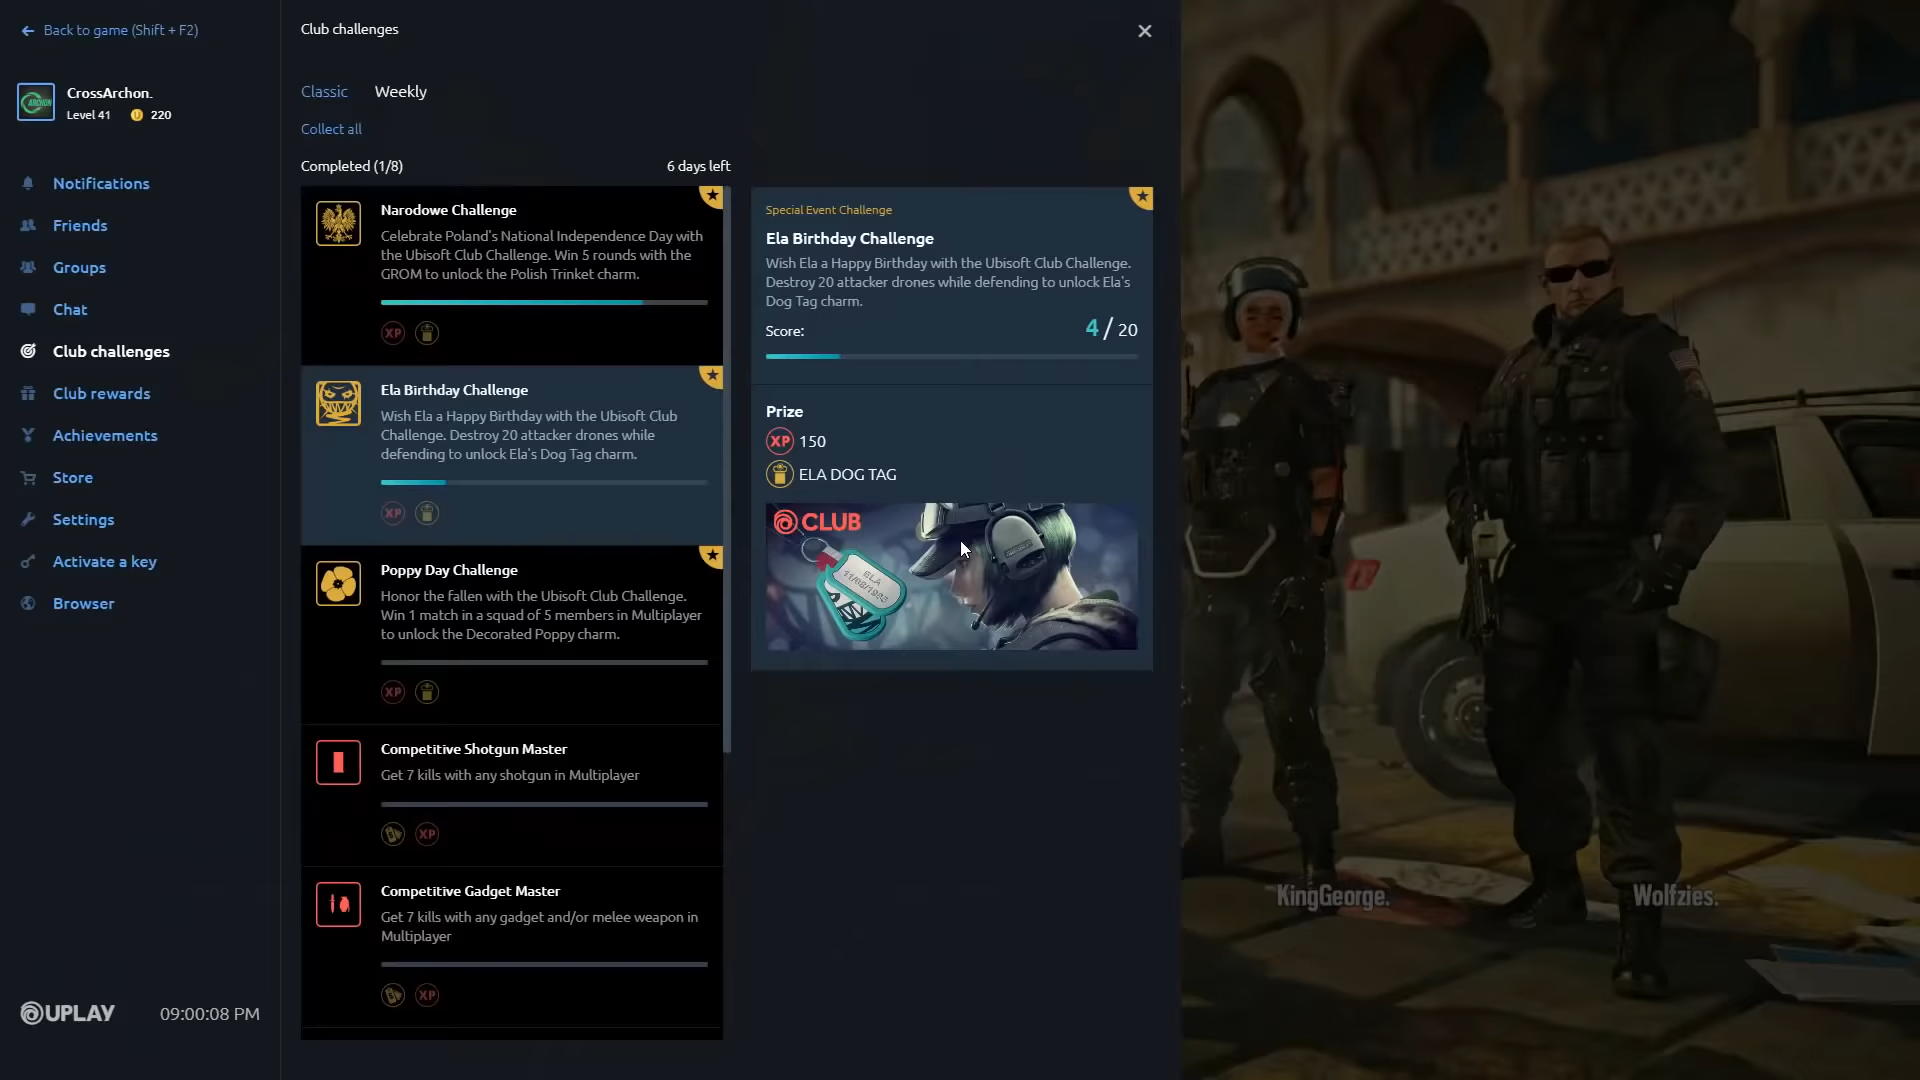 Back to game (Shift + F2)
CrossArchon.
Level 41 220
Notifications
Friends
Groups
Chat
Club challenges
Club rewards
Achievements
Store
Settings
Activate a key
Browser
UPLAY 09:00:08 PM
Club challenges
Classic Weekly
Collect all
Completed (1/8) 6 days left
Narodowe Challenge
Celebrate Poland's National Independence Day with
the Ubisoft Club Challenge. Win 5 rounds with the
GROM to unlock the Polish Trinket charm.
XP
Ela Birthday Challenge
Wish Ela a Happy Birthday with the Ubisoft Club
Challenge. Destroy 20 attacker drones while
defending to unlock Ela's Dog Tag charm.
XP
Poppy Day Challenge
Honor the fallen with the Ubisoft Club Challenge.
Win 1 match in a squad of 5 members in Multiplayer
to unlock the Decorated Poppy charm.
XP
Competitive Shotgun Master
Get 7 kills with any shotgun in Multiplayer
XP
Competitive Gadget Master
Get 7 kills with any gadget and/or melee weapon in
Multiplayer
XP
Special Event Challenge
Ela Birthday Challenge
Wish Ela a Happy Birthday with the Ubisoft Club Challenge.
Destroy 20 attacker drones while defending to unlock Ela's
Dog Tag charm.
Score: 4 / 20
Prize
XP 150
ELA DOG TAG
CLUB
ELA
KingGeorge.
Wolfzies.